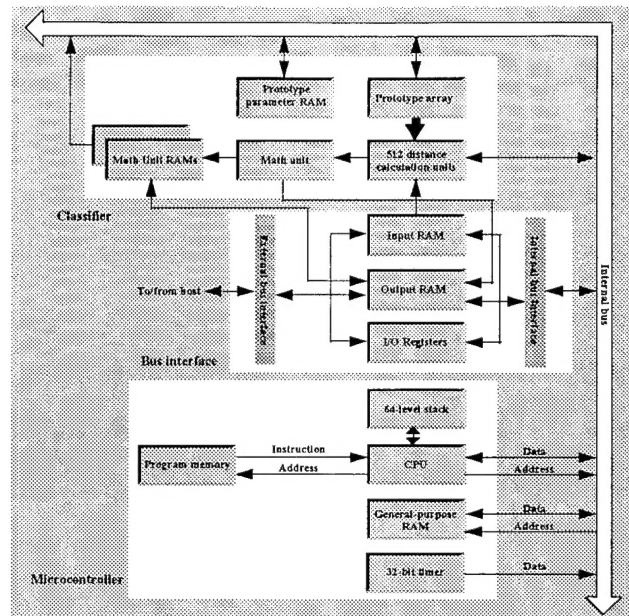 Prototype
parameter RAM
Prototype array
Math Unit RAMs
Math unit
512 distance
calculation units
Classifier
Input RAM
External bus interface
Internal bus interface
Internal bus
To/from host
Output RAM
I/O Registers
Bus interface
64-level stack
Instruction
Data
Program memory
Address
CPU
Address
General-purpose
RAM
Data
Address
32-bit timer
Data
Microcontroller